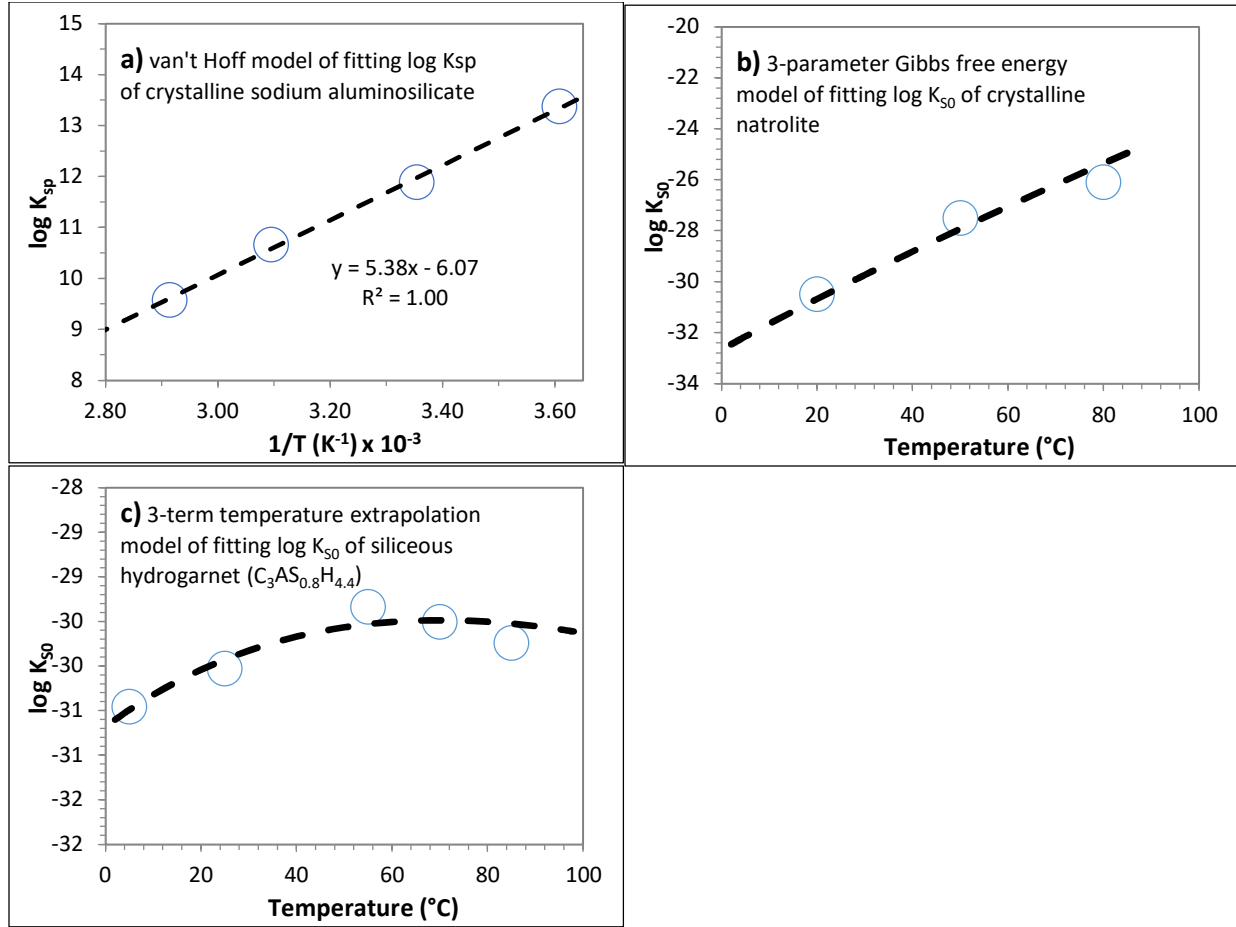 a) van't Hoff model of fitting log Ksp
of crystalline sodium aluminosilicate
15
14
13
12
11
10
9
8
log Ksp
y = 5.38x - 6.07
R² = 1.00
2.80
3.00
3.20
3.40
3.60
1/T (K⁻¹) x 10⁻³
b) 3-parameter Gibbs free energy
model of fitting log KS0 of crystalline
natrolite
-20
-22
-24
-26
-28
-30
-32
-34
log KS0
0
20
40
60
80
100
Temperature (°C)
c) 3-term temperature extrapolation
model of fitting log KS0 of siliceous
hydrogarnet (C₃AS₀.₈H₄.₄)
-28
-29
-29
-30
-30
-31
-31
-32
-32
log KS0
0
20
40
60
80
100
Temperature (°C)